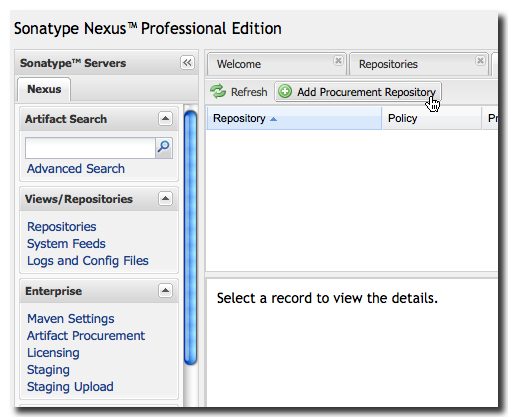 Sonatype Nexus™ Professional Edition
Sonatype™ Servers
Nexus
Artifact Search
Advanced Search
Views/Repositories
Repositories
System Feeds
Logs and Config Files
Enterprise
Maven Settings
Artifact Procurement
Licensing
Staging
Staging Upload
Welcome
Repositories
Refresh
Add Procurement Repository
Repository
Policy
Pr
Select a record to view the details.